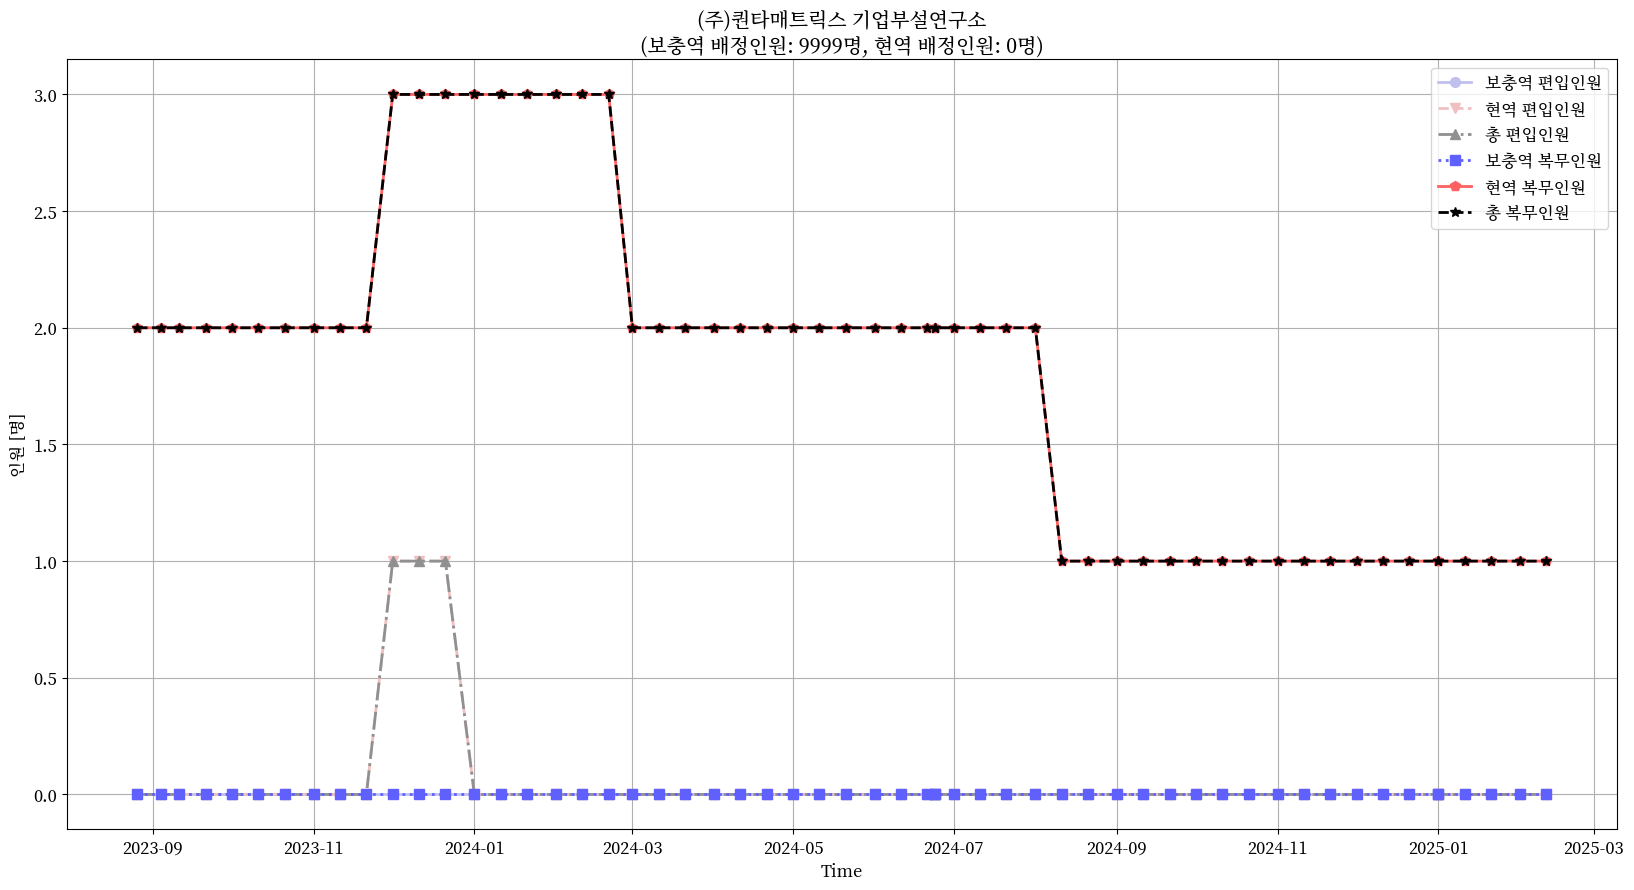 (주)퀀타매트릭스 기업부설연구소
(보충역 배정인원: 9999명, 현역 배정인원: 0명)
보충역 편입인원
현역 편입인원
총 편입인원
보충역 복무인원
현역 복무인원
총 복무인원
인원 [명]
3.0
2.5
2.0
1.5
1.0
0.5
0.0
2023-09 2023-11 2024-01 2024-03 2024-05 2024-07 2024-09 2024-11 2025-01 2025-03
Time